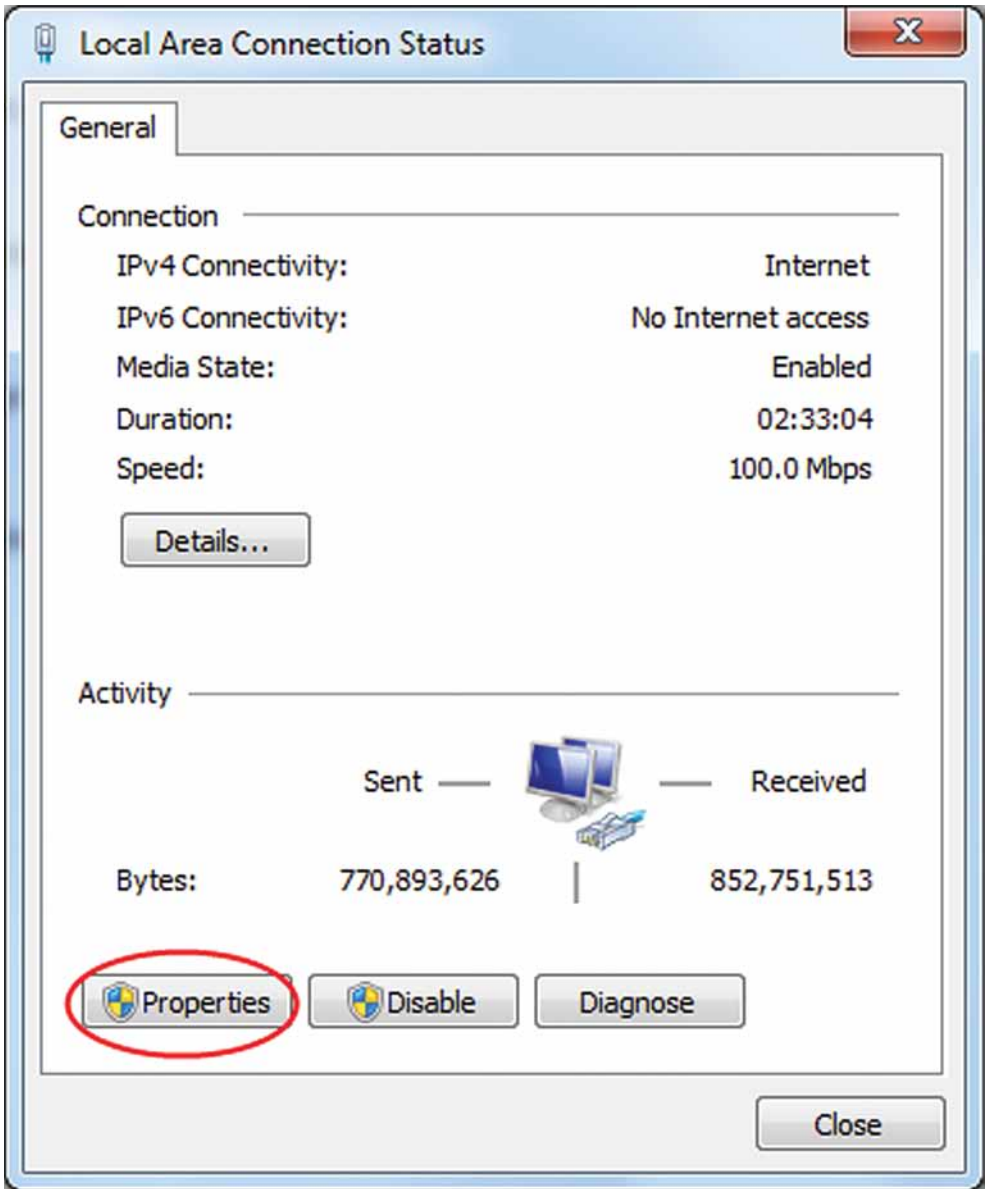 Local Area Connection Status
General
Connection
IPv4 Connectivity: Internet
IPv6 Connectivity: No Internet access
Media State: Enabled
Duration: 02:33:04
Speed: 100.0 Mbps
Details...
Activity
Sent Received
Bytes: 770,893,626 852,751,513
Properties Disable Diagnose
Close